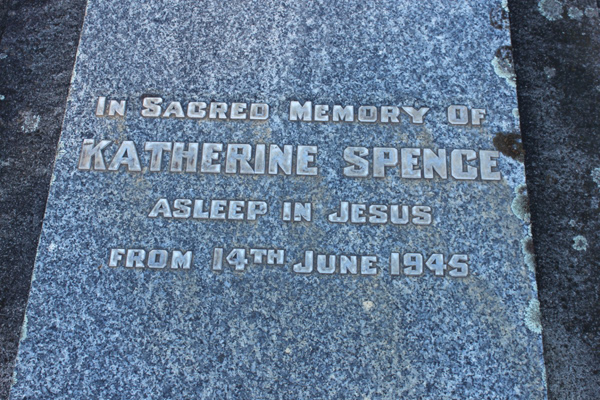 In Sacred Memory Of
KATHERINE SPENCE
ASLEEP IN JESUS
FROM 14TH JUNE 1945